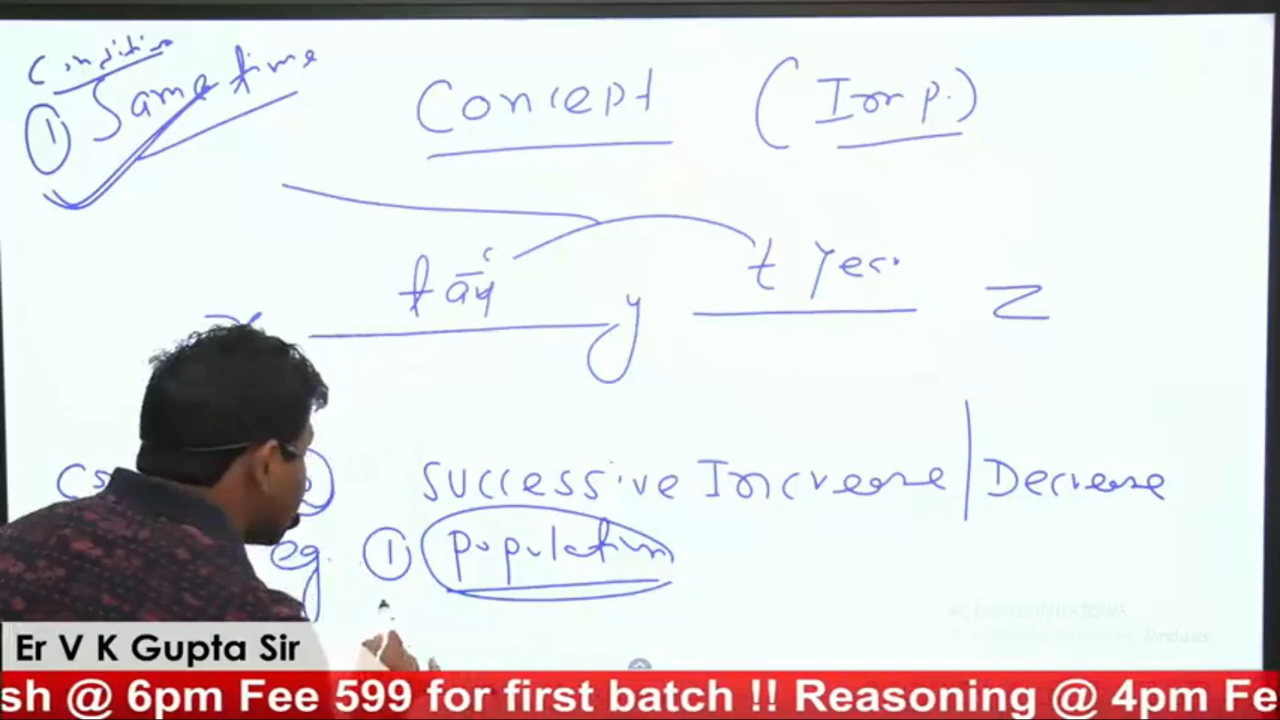 Condition
① Same time
Concept (Imp.)
t yer.
y
z
Successive Increase | Decrease
eg. ① population
Er V K Gupta Sir
sh @ 6pm Fee 599 for first batch !! Reasoning @ 4pm Fe